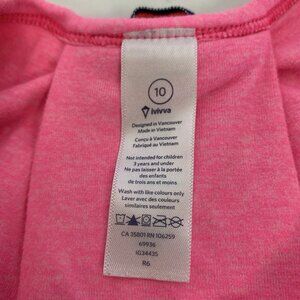 10
ivivva
Designed in Vancouver
Made in Vietnam
Conçu à Vancouver
Fabriqué au Vietnam
Not intended for children
3 years and under
Ne pas laisser à la portée
des enfants
de trois ans et moins
Wash with like colours only
Laver avec des couleurs
similaires seulement
CA 35801 RN 106259
69936
IG34435
R6